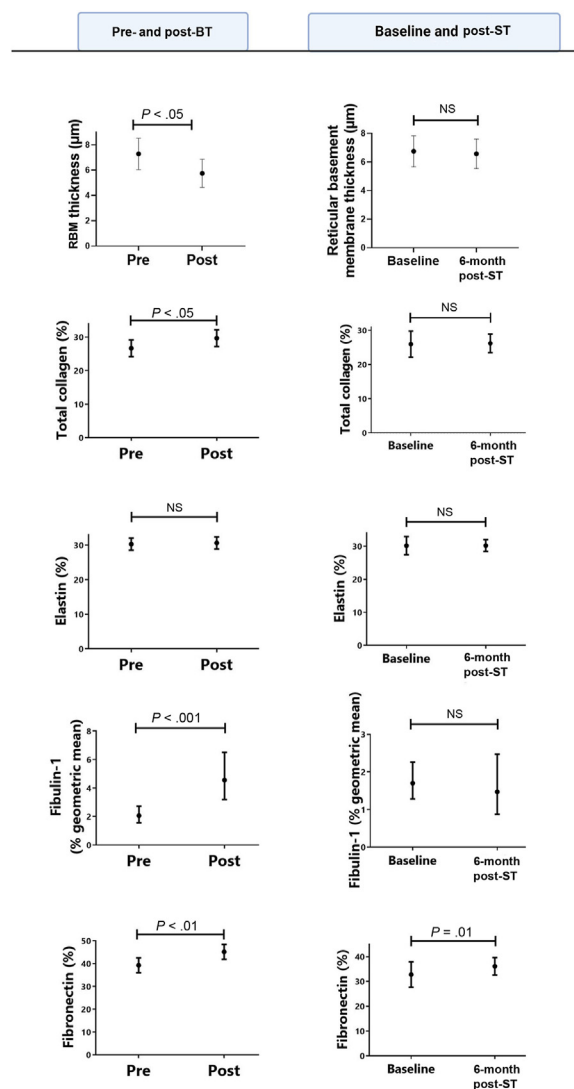 Pre- and post-BT
Baseline and post-ST
P < .05
RBM thickness (μm)
8
6
4
2
0
Pre
Post
NS
Reticular basement
membrane thickness (μm)
8
6
4
2
0
Baseline
6-month
post-ST
P < .05
Total collagen (%)
30
20
10
0
Pre
Post
NS
Total collagen (%)
30
20
10
0
Baseline
6-month
post-ST
NS
Elastin (%)
30
20
10
0
Pre
Post
NS
Elastin (%)
30
20
10
0
Baseline
6-month
post-ST
P < .001
Fibulin-1
(% geometric mean)
8
6
4
2
0
Pre
Post
NS
Fibulin-1 (% geometric mean)
3
2
1
0
Baseline
6-month
post-ST
P < .01
Fibronectin (%)
50
40
30
20
10
0
Pre
Post
P = .01
Fibronectin (%)
40
30
20
10
0
Baseline
6-month
post-ST